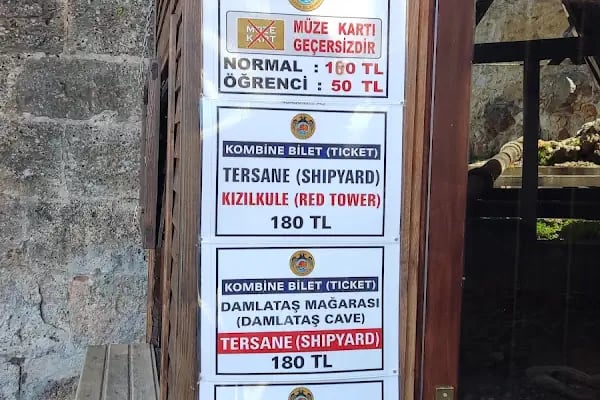 MÜZE KART
MÜZE KARTI
GEÇERSİZDİR
NORMAL : 100 TL
ÖĞRENCİ : 50 TL
KOMBİNE BİLET (TICKET)
TERSANE (SHIPYARD)
KIZILKULE (RED TOWER)
180 TL
KOMBİNE BİLET (TICKET)
DAMLATAŞ MAĞARASI
(DAMLATAŞ CAVE)
TERSANE (SHIPYARD)
180 TL